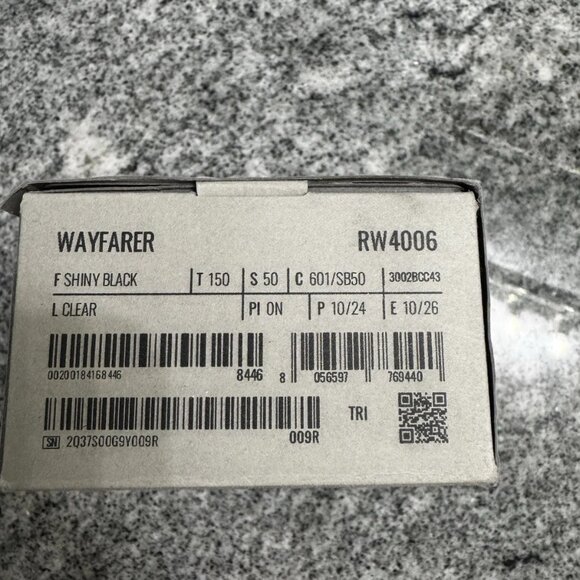 WAYFARER RW4006
F SHINY BLACK T 150 S 50 C 601/SB50 3002BCC43
L CLEAR PI ON P 10/24 E 10/26
00200184168446 8446 8 056597 769440
TRI
SN 2Q37S00G9Y009R 009R